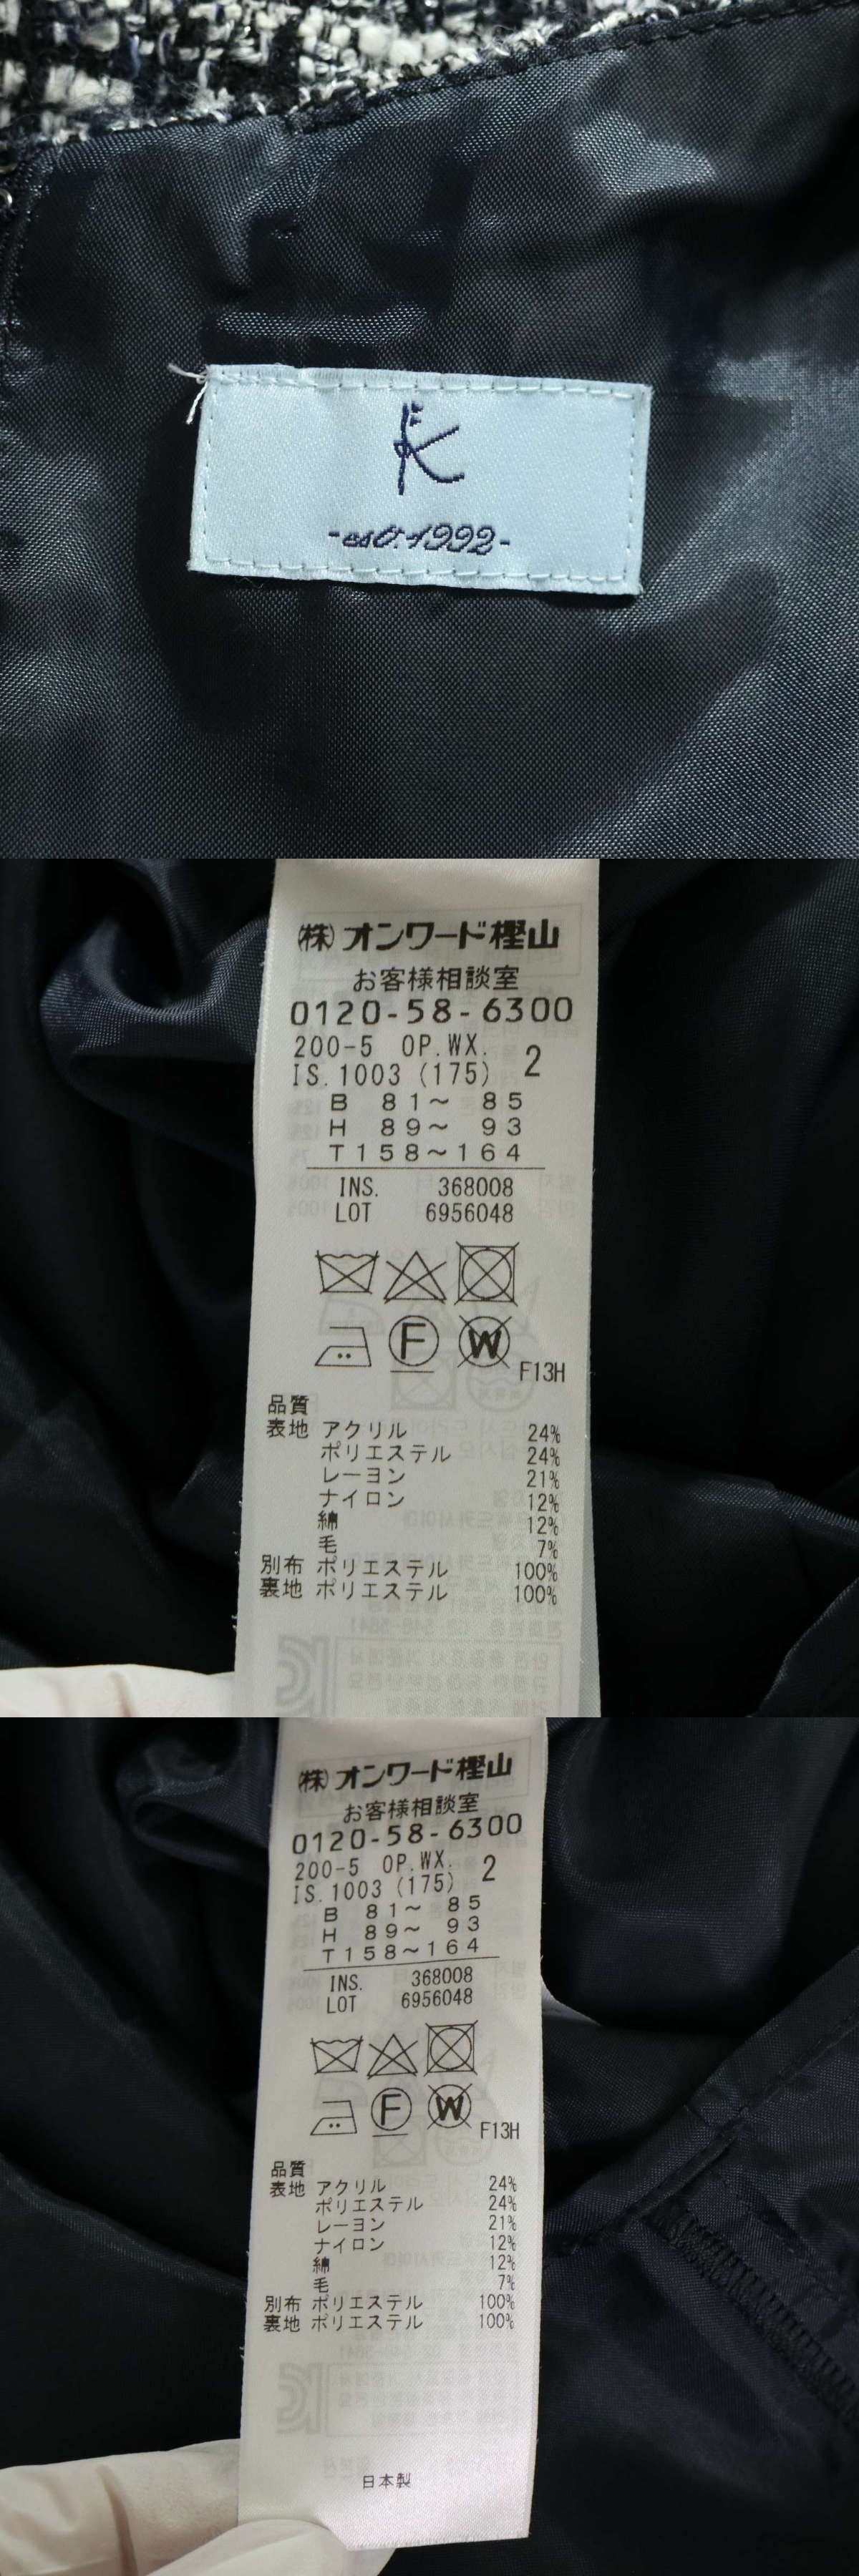 K
-est.1992-
(株)オンワード樫山
お客様相談室
0120-58-6300
200-5 OP.WX. 2
IS.1003 (175)
B 81～ 85
H 89～ 93
T158～164
INS. 368008
LOT 6956048
F W F13H
品質
表地 アクリル 24%
ポリエステル 24%
レーヨン 21%
ナイロン 12%
綿 12%
毛 7%
別布 ポリエステル 100%
裏地 ポリエステル 100%
(株)オンワード樫山
お客様相談室
0120-58-6300
200-5 OP.WX. 2
IS.1003 (175)
B 81～ 85
H 89～ 93
T158～164
INS. 368008
LOT 6956048
F W F13H
品質
表地 アクリル 24%
ポリエステル 24%
レーヨン 21%
ナイロン 12%
綿 12%
毛 7%
別布 ポリエステル 100%
裏地 ポリエステル 100%
日本製